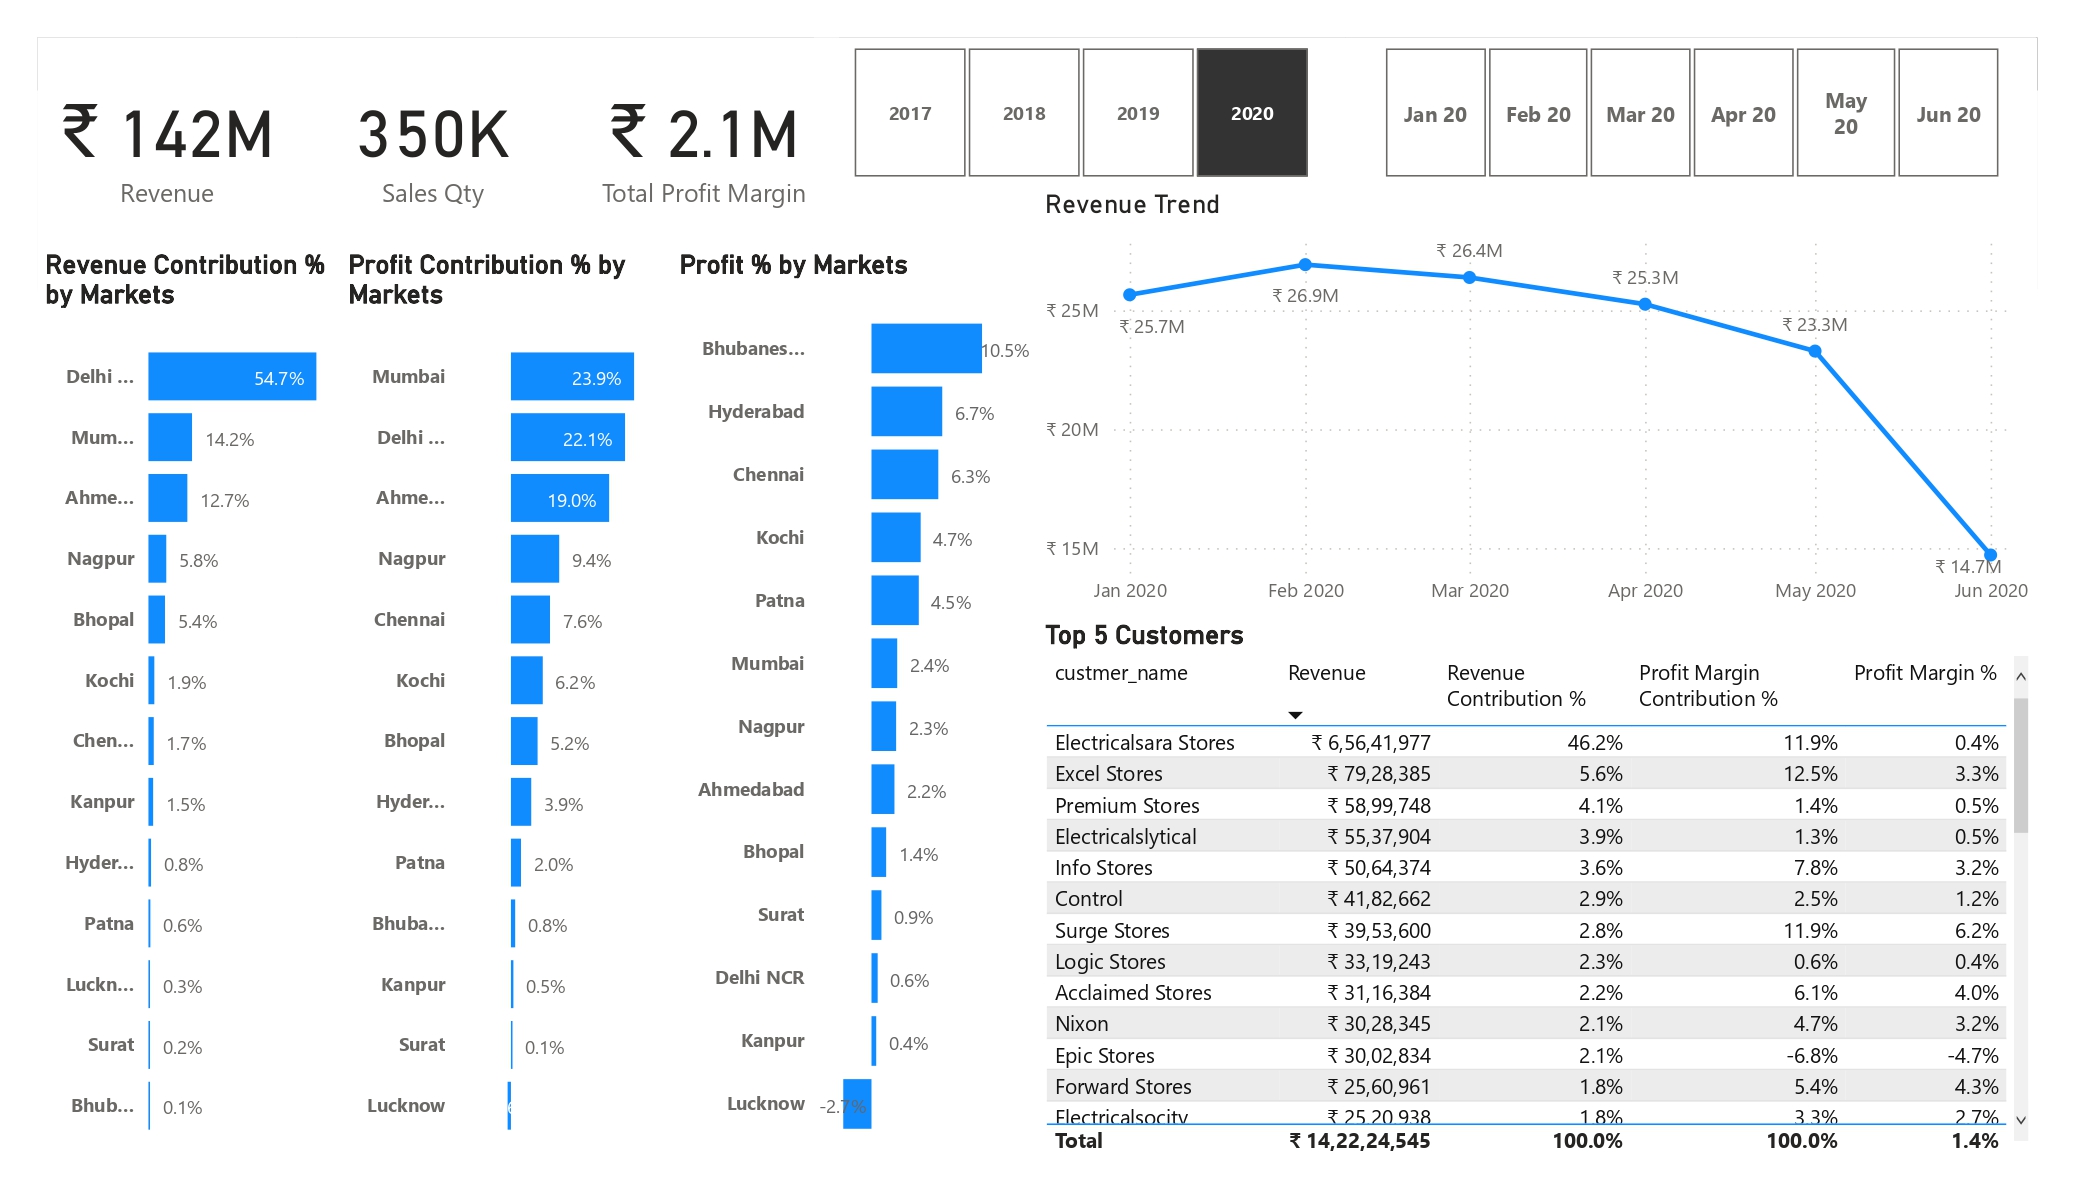 ₹ 142M
Revenue
350K
Sales Qty
₹ 2.1M
Total Profit Margin
2017
2018
2019
2020
Jan 20
Feb 20
Mar 20
Apr 20
May
20
Jun 20
Revenue Contribution %
by Markets
Delhi ... 54.7%
Mum... 14.2%
Ahme... 12.7%
Nagpur 5.8%
Bhopal 5.4%
Kochi 1.9%
Chen... 1.7%
Kanpur 1.5%
Hyder... 0.8%
Patna 0.6%
Luckn... 0.3%
Surat 0.2%
Bhub... 0.1%
Profit Contribution % by
Markets
Mumbai 23.9%
Delhi ... 22.1%
Ahme... 19.0%
Nagpur 9.4%
Chennai 7.6%
Kochi 6.2%
Bhopal 5.2%
Hyder... 3.9%
Patna 2.0%
Bhuba... 0.8%
Kanpur 0.5%
Surat 0.1%
Lucknow
Profit % by Markets
Bhubanes... 10.5%
Hyderabad 6.7%
Chennai 6.3%
Kochi 4.7%
Patna 4.5%
Mumbai 2.4%
Nagpur 2.3%
Ahmedabad 2.2%
Bhopal 1.4%
Surat 0.9%
Delhi NCR 0.6%
Kanpur 0.4%
Lucknow -2.7%
Revenue Trend
₹ 25M
₹ 20M
₹ 15M
₹ 25.7M
₹ 26.9M
₹ 26.4M
₹ 25.3M
₹ 23.3M
₹ 14.7M
Jan 2020 Feb 2020 Mar 2020 Apr 2020 May 2020 Jun 2020
Top 5 Customers
custmer_name Revenue Revenue Contribution % Profit Margin Contribution % Profit Margin %
Electricalsara Stores ₹ 6,56,41,977 46.2% 11.9% 0.4%
Excel Stores ₹ 79,28,385 5.6% 12.5% 3.3%
Premium Stores ₹ 58,99,748 4.1% 1.4% 0.5%
Electricalslytical ₹ 55,37,904 3.9% 1.3% 0.5%
Info Stores ₹ 50,64,374 3.6% 7.8% 3.2%
Control ₹ 41,82,662 2.9% 2.5% 1.2%
Surge Stores ₹ 39,53,600 2.8% 11.9% 6.2%
Logic Stores ₹ 33,19,243 2.3% 0.6% 0.4%
Acclaimed Stores ₹ 31,16,384 2.2% 6.1% 4.0%
Nixon ₹ 30,28,345 2.1% 4.7% 3.2%
Epic Stores ₹ 30,02,834 2.1% -6.8% -4.7%
Forward Stores ₹ 25,60,961 1.8% 5.4% 4.3%
Electricalsocity ₹ 25,20,938 1.8% 3.3% 2.7%
Total ₹ 14,22,24,545 100.0% 100.0% 1.4%